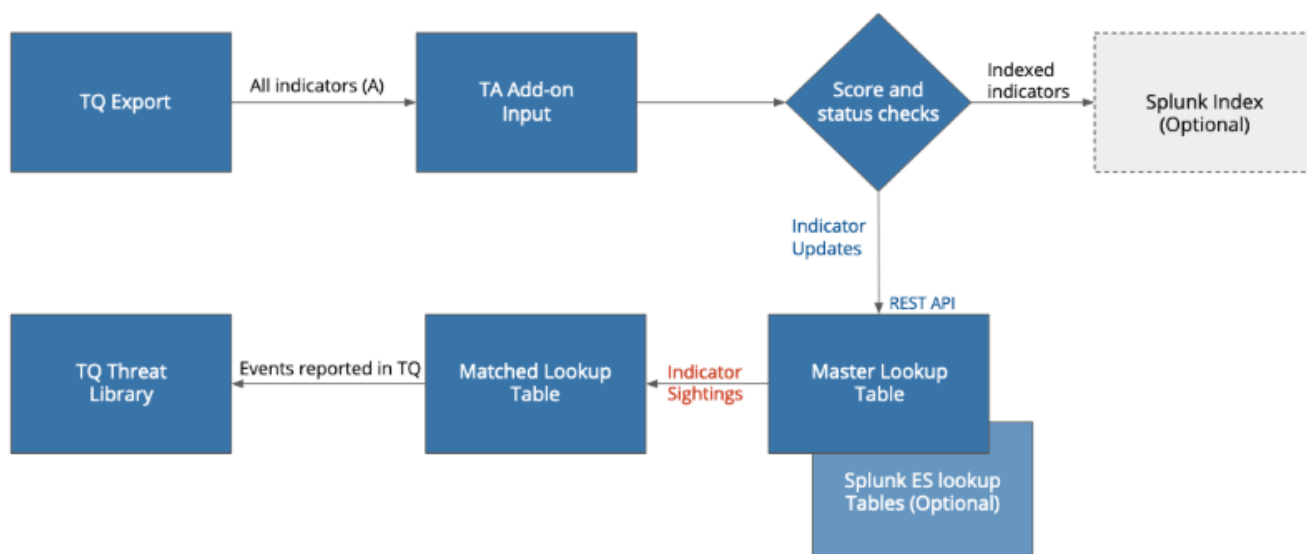 TQ Export
All indicators (A)
TA Add-on
Input
Score and
status checks
Indexed
indicators
Splunk Index
(Optional)
Indicator
Updates
REST API
TQ Threat
Library
Events reported in TQ
Matched Lookup
Table
Indicator
Sightings
Master Lookup
Table
Splunk ES lookup
Tables (Optional)